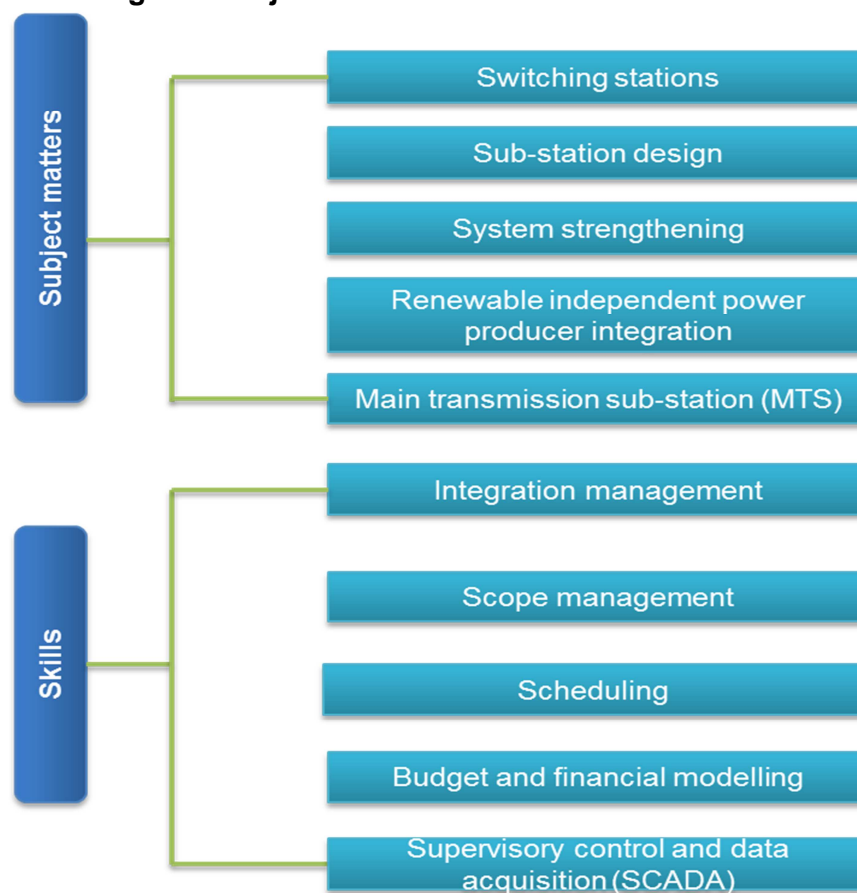 Subject matters
Switching stations
Sub-station design
System strengthening
Renewable independent power
producer integration
Main transmission sub-station (MTS)
Skills
Integration management
Scope management
Scheduling
Budget and financial modelling
Supervisory control and data
acquisition (SCADA)